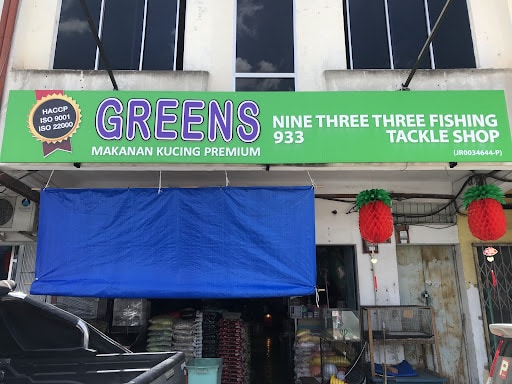 HACCP
ISO 9001
ISO 22000
GREENS
MAKANAN KUCING PREMIUM
NINE THREE THREE FISHING
933 TACKLE SHOP
(JR0034644-P)